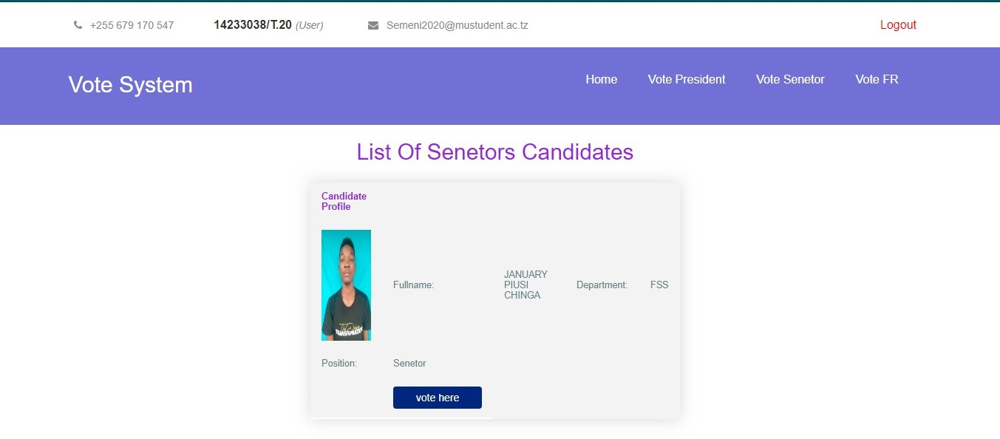 +255 679 170 547 14233038/T.20 (User) Semeni2020@mustudent.ac.tz Logout
Vote System Home Vote President Vote Senetor Vote FR
List Of Senetors Candidates
Candidate
Profile
Fullname: JANUARY PIUSI CHINGA Department: FSS
TRANSFORMATION
Position: Senetor
vote here